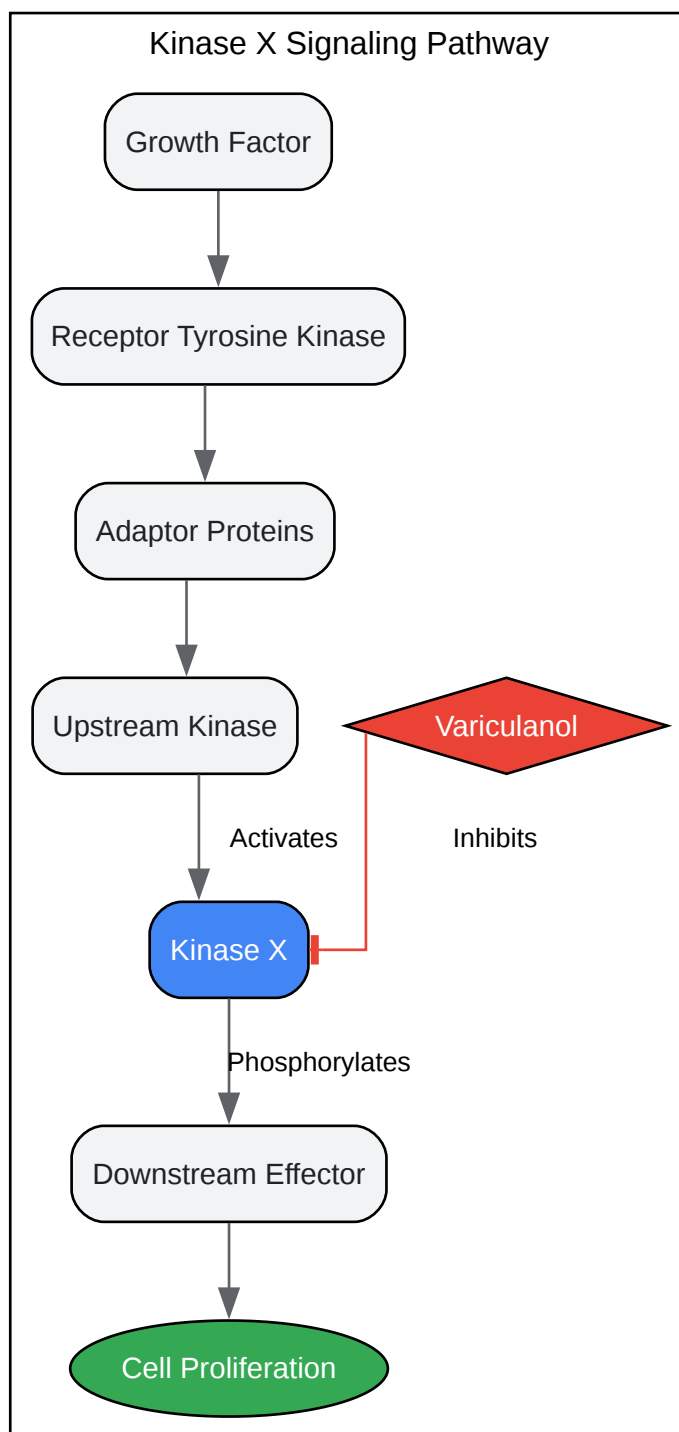 Kinase X Signaling Pathway
Growth Factor
Receptor Tyrosine Kinase
Adaptor Proteins
Upstream Kinase
Variculanol
Activates
Inhibits
Kinase X
Phosphorylates
Downstream Effector
Cell Proliferation